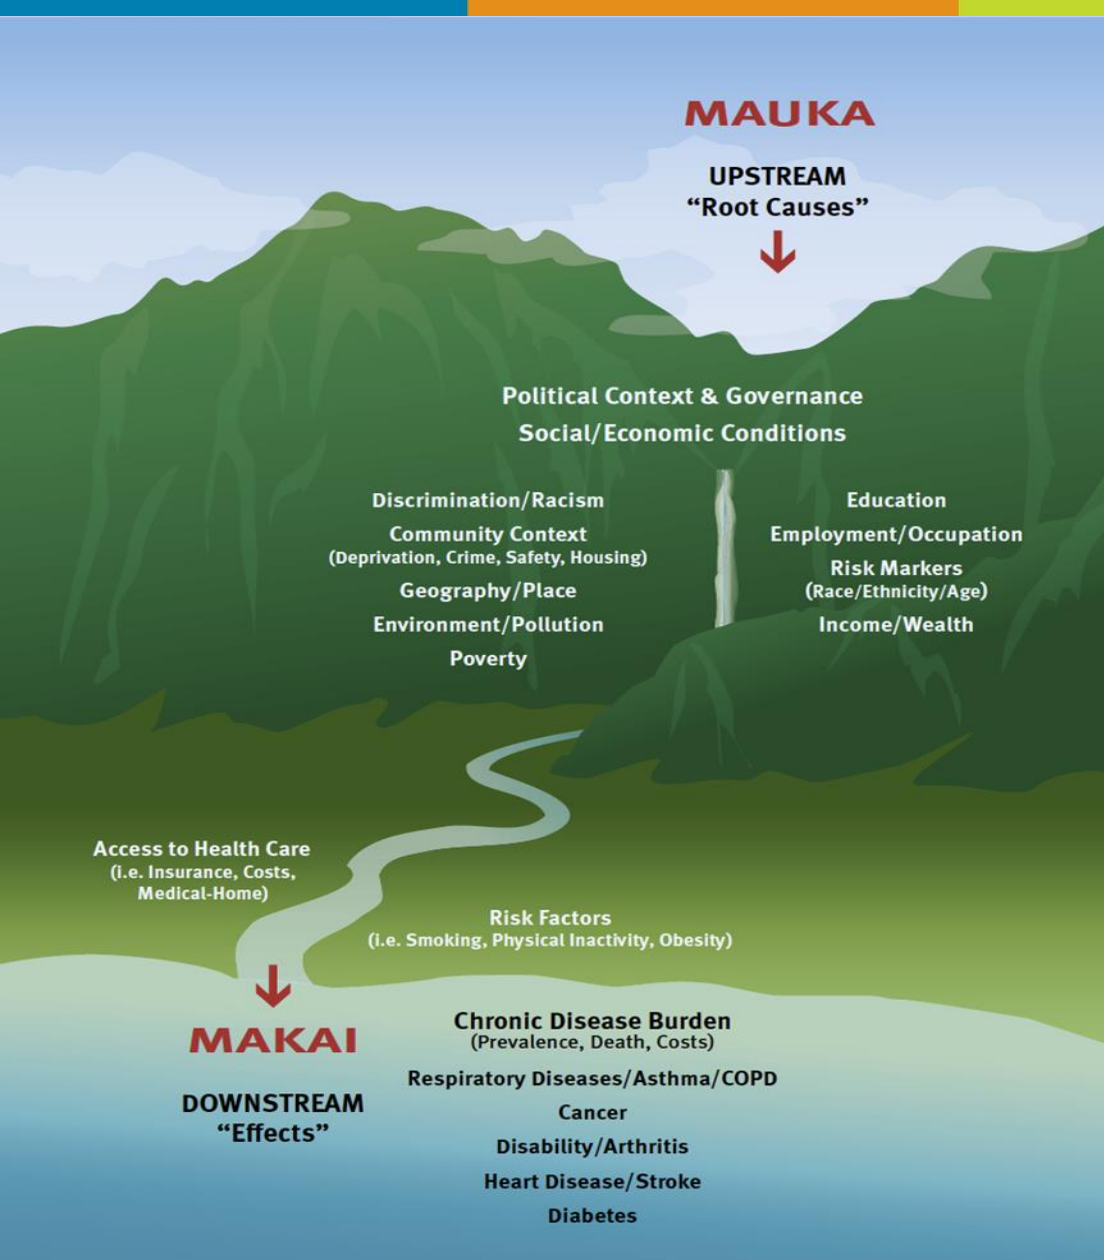 MAUKA
UPSTREAM
“Root Causes”
Political Context & Governance
Social/Economic Conditions
Discrimination/Racism
Community Context
(Deprivation, Crime, Safety, Housing)
Geography/Place
Environment/Pollution
Poverty
Education
Employment/Occupation
Risk Markers
(Race/Ethnicity/Age)
Income/Wealth
Access to Health Care
(i.e. Insurance, Costs,
Medical-Home)
Risk Factors
(i.e. Smoking, Physical Inactivity, Obesity)
MAKAI
DOWNSTREAM
“Effects”
Chronic Disease Burden
(Prevalence, Death, Costs)
Respiratory Diseases/Asthma/COPD
Cancer
Disability/Arthritis
Heart Disease/Stroke
Diabetes